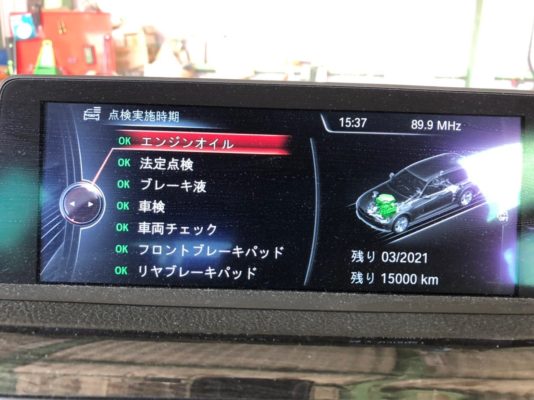 点検実施時期
15:37 89.9 MHz
OK エンジンオイル
OK 法定点検
OK ブレーキ液
OK 車検
OK 車両チェック
OK フロントブレーキパッド
OK リヤブレーキパッド
残り 03/2021
残り 15000 km